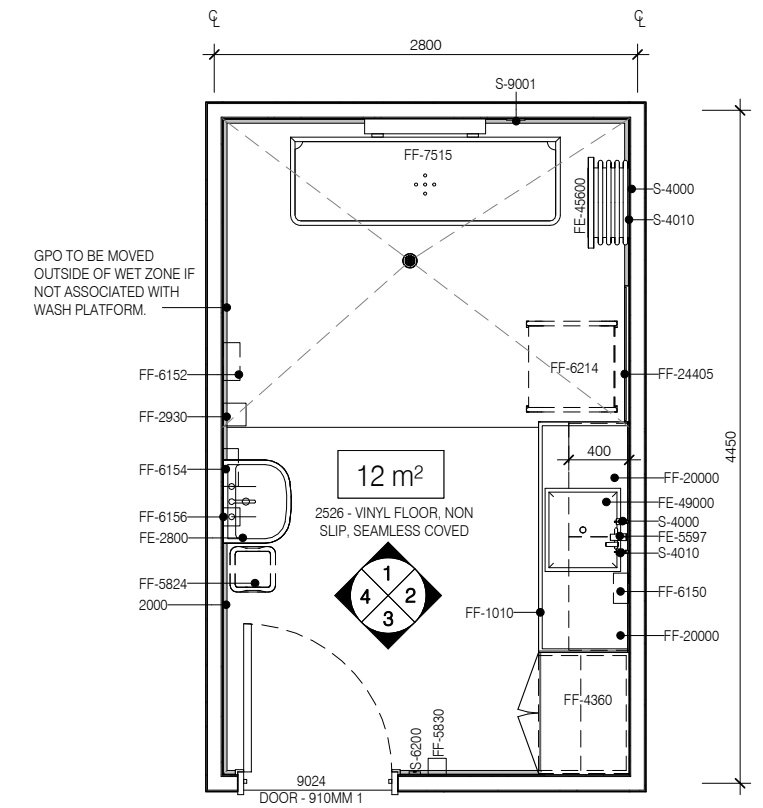 ℄
℄
2800
S-9001
FF-7515
FE-45600
S-4000
S-4010
GPO TO BE MOVED
OUTSIDE OF WET ZONE IF
NOT ASSOCIATED WITH
WASH PLATFORM.
FF-6152
FF-6214
FF-24405
FF-2930
4450
400
FF-6154
12 m²
FF-20000
2526 - VINYL FLOOR, NON
SLIP, SEAMLESS COVED
FE-49000
FF-6156
S-4000
FE-2800
FE-5597
S-4010
FF-5824
1
4
2
3
FF-6150
2000
FF-1010
FF-20000
FF-4360
S-6200
FF-5830
9024
DOOR - 910MM 1